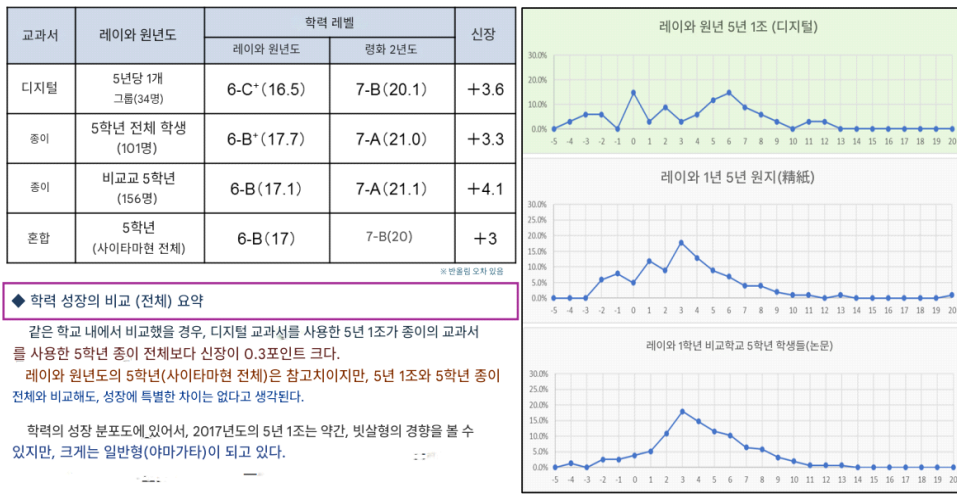 교과서 레이와 원년도 학력 레벨 신장
레이와 원년도 령화 2년도
디지털 5년당 1개 그룹(34명) 6-C⁺(16.5) 7-B(20.1) +3.6
종이 5학년 전체 학생 (101명) 6-B⁺(17.7) 7-A(21.0) +3.3
종이 비교교 5학년 (156명) 6-B(17.1) 7-A(21.1) +4.1
혼합 5학년 (사이타마현 전체) 6-B(17) 7-B(20) +3
※ 반올림 오차 있음
◆ 학력 성장의 비교 (전체) 요약
같은 학교 내에서 비교했을 경우, 디지털 교과서를 사용한 5년 1조가 종이의 교과서
를 사용한 5학년 종이 전체보다 신장이 0.3포인트 크다.
레이와 원년도의 5학년(사이타마현 전체)은 참고치이지만, 5년 1조와 5학년 종이
전체와 비교해도, 성장에 특별한 차이는 없다고 생각된다.
학력의 성장 분포도에 있어서, 2017년도의 5년 1조는 약간, 빗살형의 경향을 볼 수
있지만, 크게는 일반형(야마가타)이 되고 있다.
레이와 원년 5년 1조 (디지털)
30.0%
20.0%
10.0%
0.0%
-5 -4 -3 -2 -1 0 1 2 3 4 5 6 7 8 9 10 11 12 13 14 15 16 17 18 19 20
레이와 1년 5년 원지(精紙)
30.0%
25.0%
20.0%
15.0%
10.0%
5.0%
0.0%
-5 -4 -3 -2 -1 0 1 2 3 4 5 6 7 8 9 10 11 12 13 14 15 16 17 18 19 20
레이와 1학년 비교학교 5학년 학생들(논문)
30.0%
25.0%
20.0%
15.0%
10.0%
5.0%
0.0%
-5 -4 -3 -2 -1 0 1 2 3 4 5 6 7 8 9 10 11 12 13 14 15 16 17 18 19 20